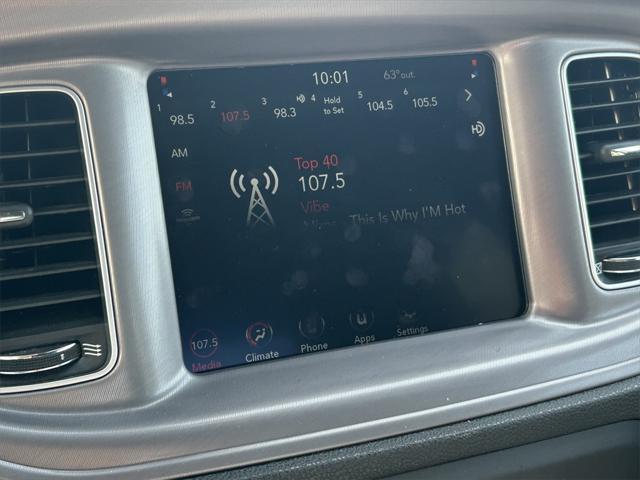 10:01 63° out.
1 2 3 4 5 6
98.5 107.5 98.3 HD Hold to Set 104.5 105.5
HD
AM
FM
Top 40
107.5
Vibe
This Is Why I'M Hot
107.5
Media Climate Phone Apps Settings